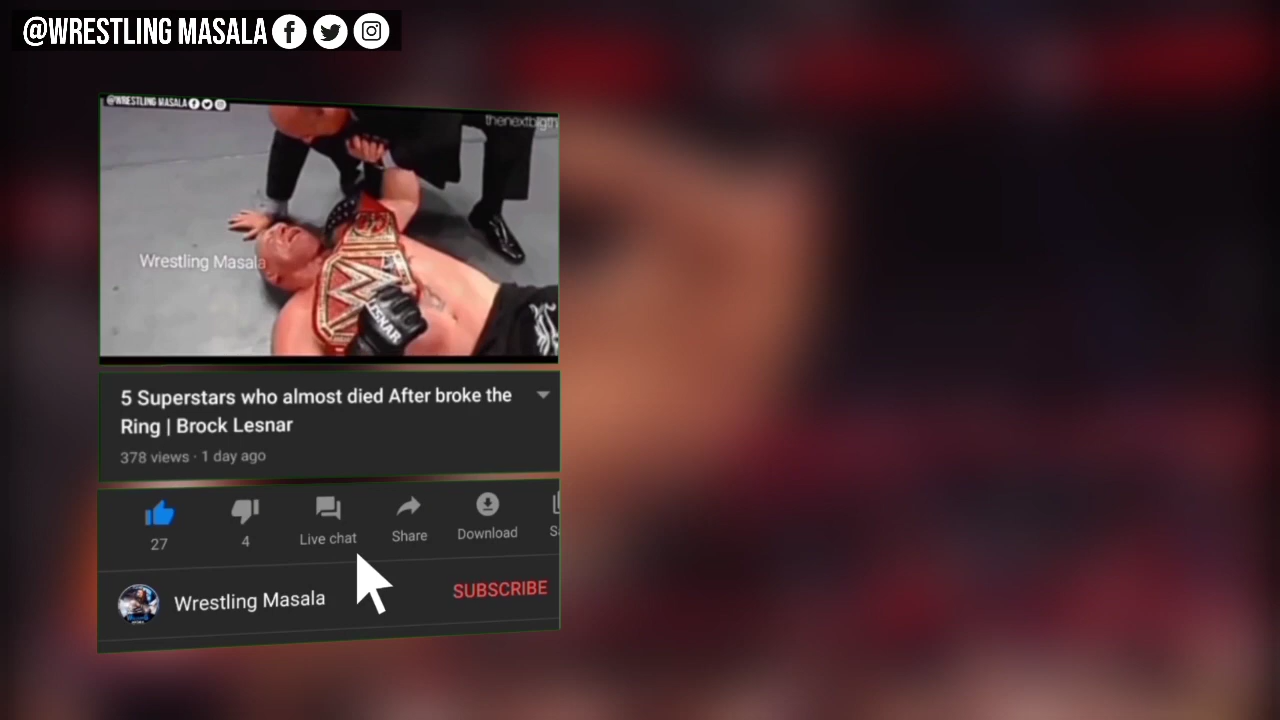 @WRESTLING MASALA
@WRESTLING MASALA
thenextbigth
Wrestling Masala
LESNAR
5 Superstars who almost died After broke the
Ring | Brock Lesnar
378 views · 1 day ago
27
4
Live chat
Share
Download
Wrestling Masala
SUBSCRIBE